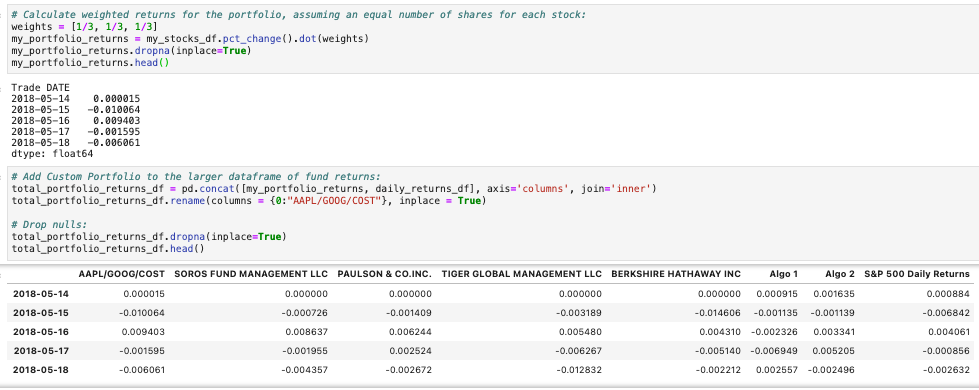 # Calculate weighted returns for the portfolio, assuming an equal number of shares for each stock:
weights = [1/3, 1/3, 1/3]
my_portfolio_returns = my_stocks_df.pct_change().dot(weights)
my_portfolio_returns.dropna(inplace=True)
my_portfolio_returns.head()
Trade DATE
2018-05-14    0.000015
2018-05-15   -0.010064
2018-05-16    0.009403
2018-05-17   -0.001595
2018-05-18   -0.006061
dtype: float64
# Add Custom Portfolio to the larger dataframe of fund returns:
total_portfolio_returns_df = pd.concat([my_portfolio_returns, daily_returns_df], axis='columns', join='inner')
total_portfolio_returns_df.rename(columns = {0:"AAPL/GOOG/COST"}, inplace = True)
# Drop nulls:
total_portfolio_returns_df.dropna(inplace=True)
total_portfolio_returns_df.head()
AAPL/GOOG/COST SOROS FUND MANAGEMENT LLC PAULSON & CO.INC. TIGER GLOBAL MANAGEMENT LLC BERKSHIRE HATHAWAY INC Algo 1 Algo 2 S&P 500 Daily Returns
2018-05-14 0.000015 0.000000 0.000000 0.000000 0.000000 0.000915 0.001635 0.000884
2018-05-15 -0.010064 -0.000726 -0.001409 -0.003189 -0.014606 -0.001135 -0.001139 -0.006842
2018-05-16 0.009403 0.008637 0.006244 0.005480 0.004310 -0.002326 0.003341 0.004061
2018-05-17 -0.001595 -0.001955 0.002524 -0.006267 -0.005140 -0.006949 0.005205 -0.000856
2018-05-18 -0.006061 -0.004357 -0.002672 -0.012832 -0.002212 0.002557 -0.002496 -0.002632